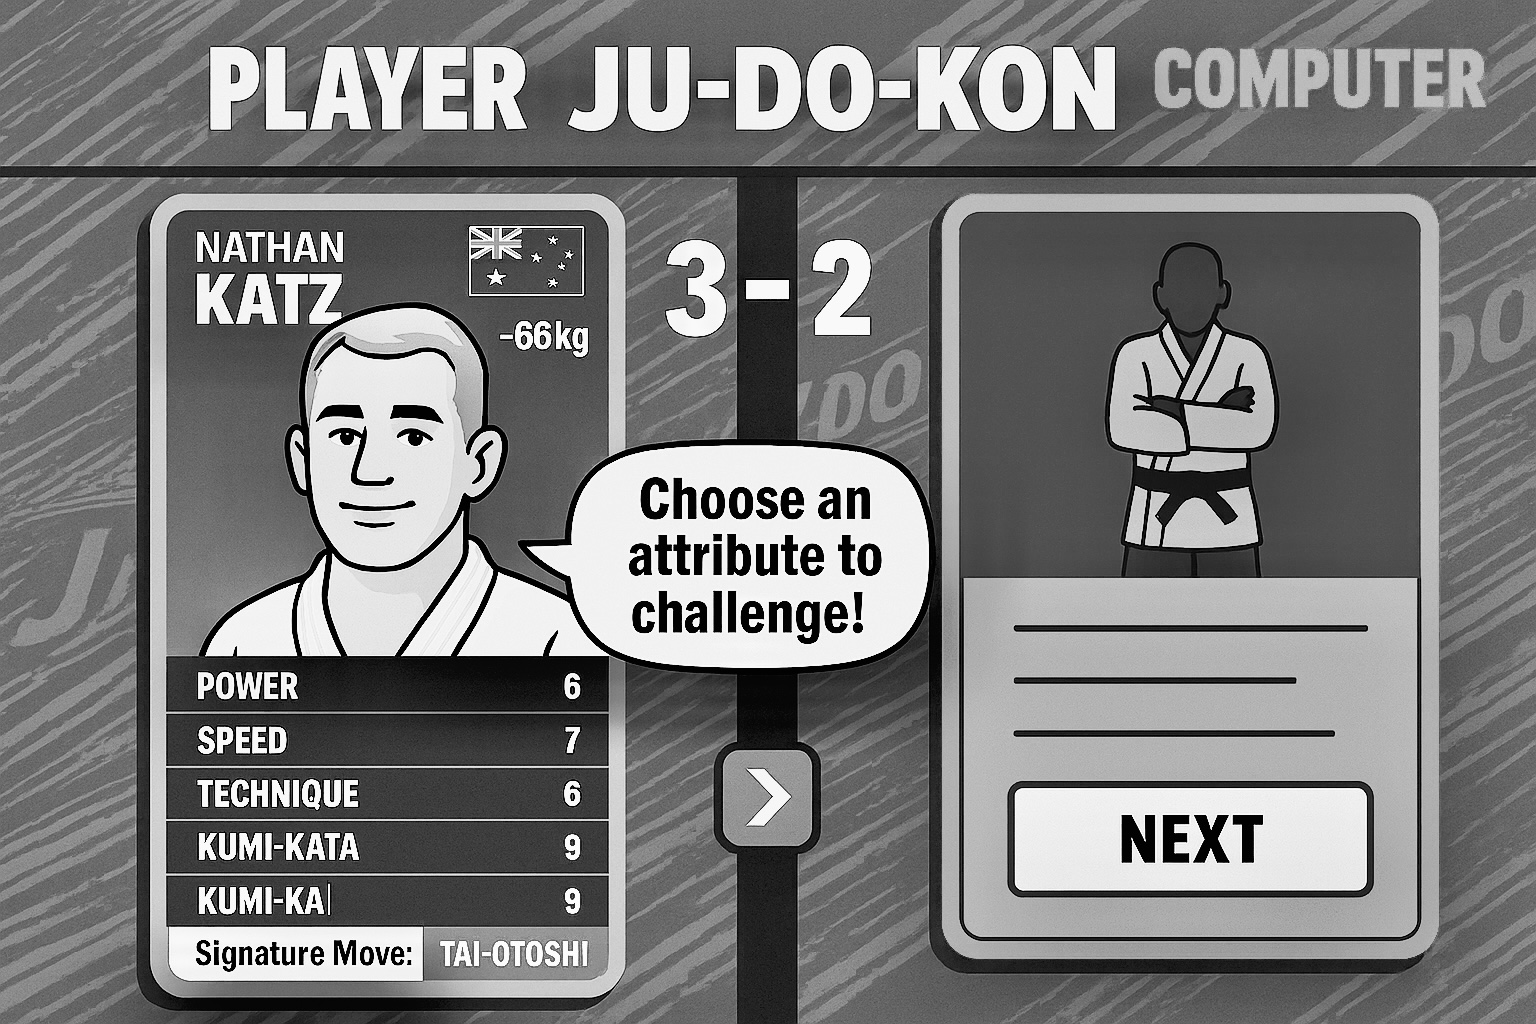 PLAYER JU-DO-KON COMPUTER
NATHAN
KATZ
-66kg
3-2
Choose an
attribute to
challenge!
POWER 6
SPEED 7
TECHNIQUE 6
KUMI-KATA 9
KUMI-KA 9
Signature Move: TAI-OTOSHI
NEXT